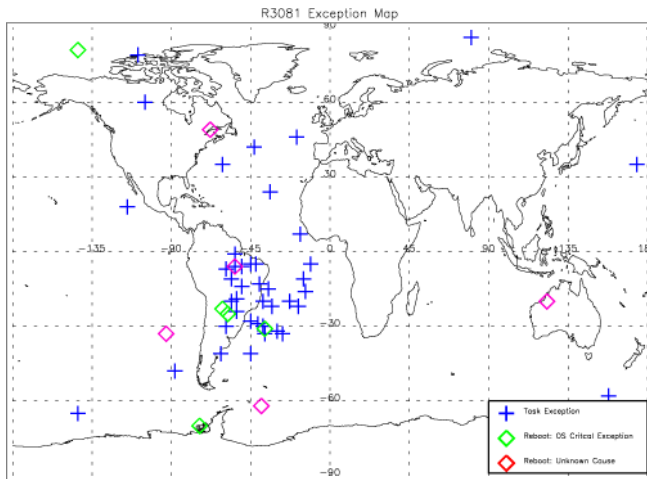 R3081 Exception Map
90
60
30
-135 -90 -45 0 45 90 135 18
-30
-60
-90
Task Exception
Reboot: OS Critcal Exception
Reboot: Unknown Cause